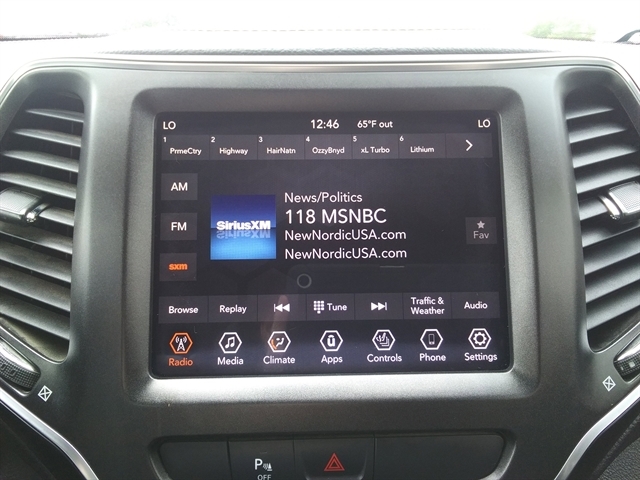 LO 12:46 65°F out LO
1 PrmeCtry 2 Highway 3 HairNatn 4 OzzyBnyd 5 xL Turbo 6 Lithium
AM
FM
sxm
SiriusXM
News/Politics
118 MSNBC
NewNordicUSA.com
NewNordicUSA.com
Fav
Browse Replay Tune Traffic & Weather Audio
Radio Media Climate Apps Controls Phone Settings
P OFF